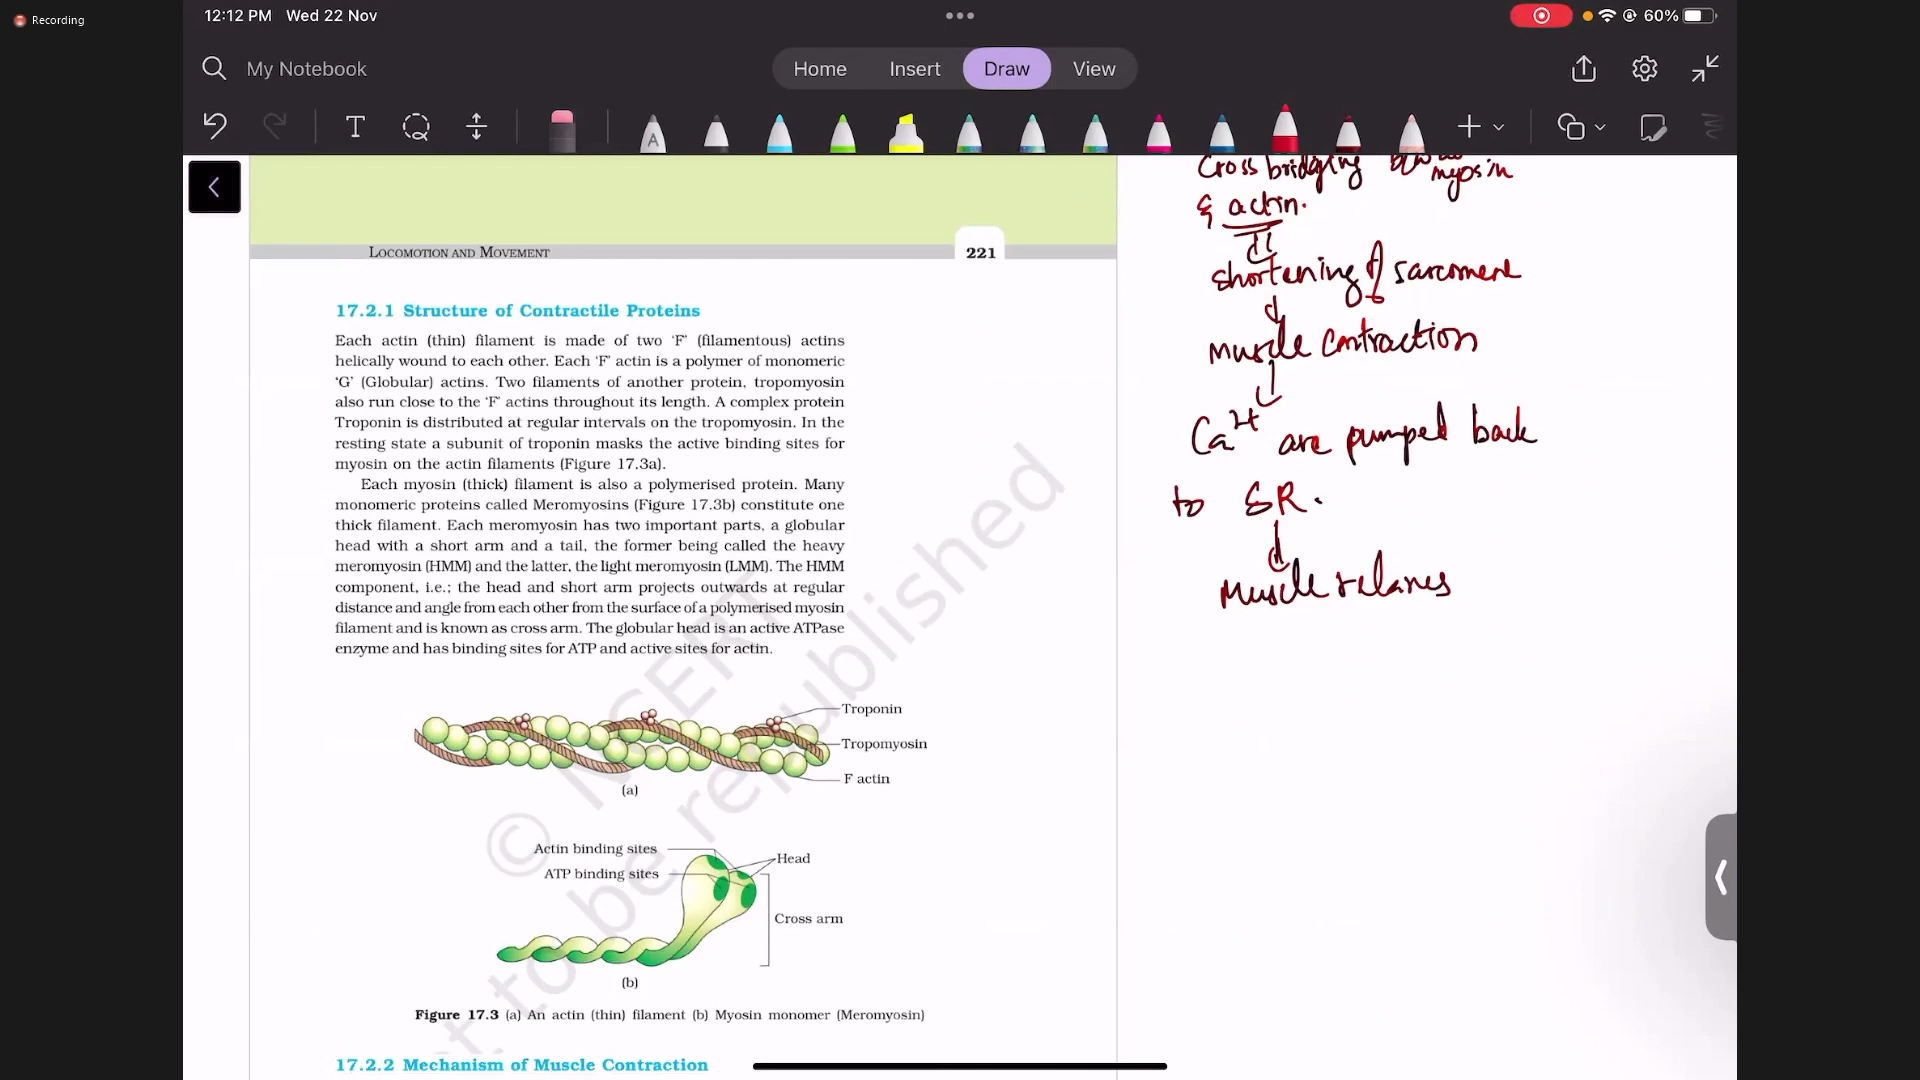 Recording
12:12 PM Wed 22 Nov
60%
My Notebook
Home Insert Draw View
T
A
LOCOMOTION AND MOVEMENT
221
17.2.1 Structure of Contractile Proteins
Each actin (thin) filament is made of two ‘F’ (filamentous) actins
helically wound to each other. Each ‘F’ actin is a polymer of monomeric
‘G’ (Globular) actins. Two filaments of another protein, tropomyosin
also run close to the ‘F’ actins throughout its length. A complex protein
Troponin is distributed at regular intervals on the tropomyosin. In the
resting state a subunit of troponin masks the active binding sites for
myosin on the actin filaments (Figure 17.3a).
Each myosin (thick) filament is also a polymerised protein. Many
monomeric proteins called Meromyosins (Figure 17.3b) constitute one
thick filament. Each meromyosin has two important parts, a globular
head with a short arm and a tail, the former being called the heavy
meromyosin (HMM) and the latter, the light meromyosin (LMM). The HMM
component, i.e.; the head and short arm projects outwards at regular
distance and angle from each other from the surface of a polymerised myosin
filament and is known as cross arm. The globular head is an active ATPase
enzyme and has binding sites for ATP and active sites for actin.
Troponin
Tropomyosin
F actin
(a)
Actin binding sites
ATP binding sites
Head
Cross arm
(b)
Figure 17.3 (a) An actin (thin) filament (b) Myosin monomer (Meromyosin)
17.2.2 Mechanism of Muscle Contraction
© NCERT
to be republished
Cross bridging myosin
& actin.
shortening of sarcomere
muscle contraction
Ca2+ are pumped back
to SR.
Muscle relaxes